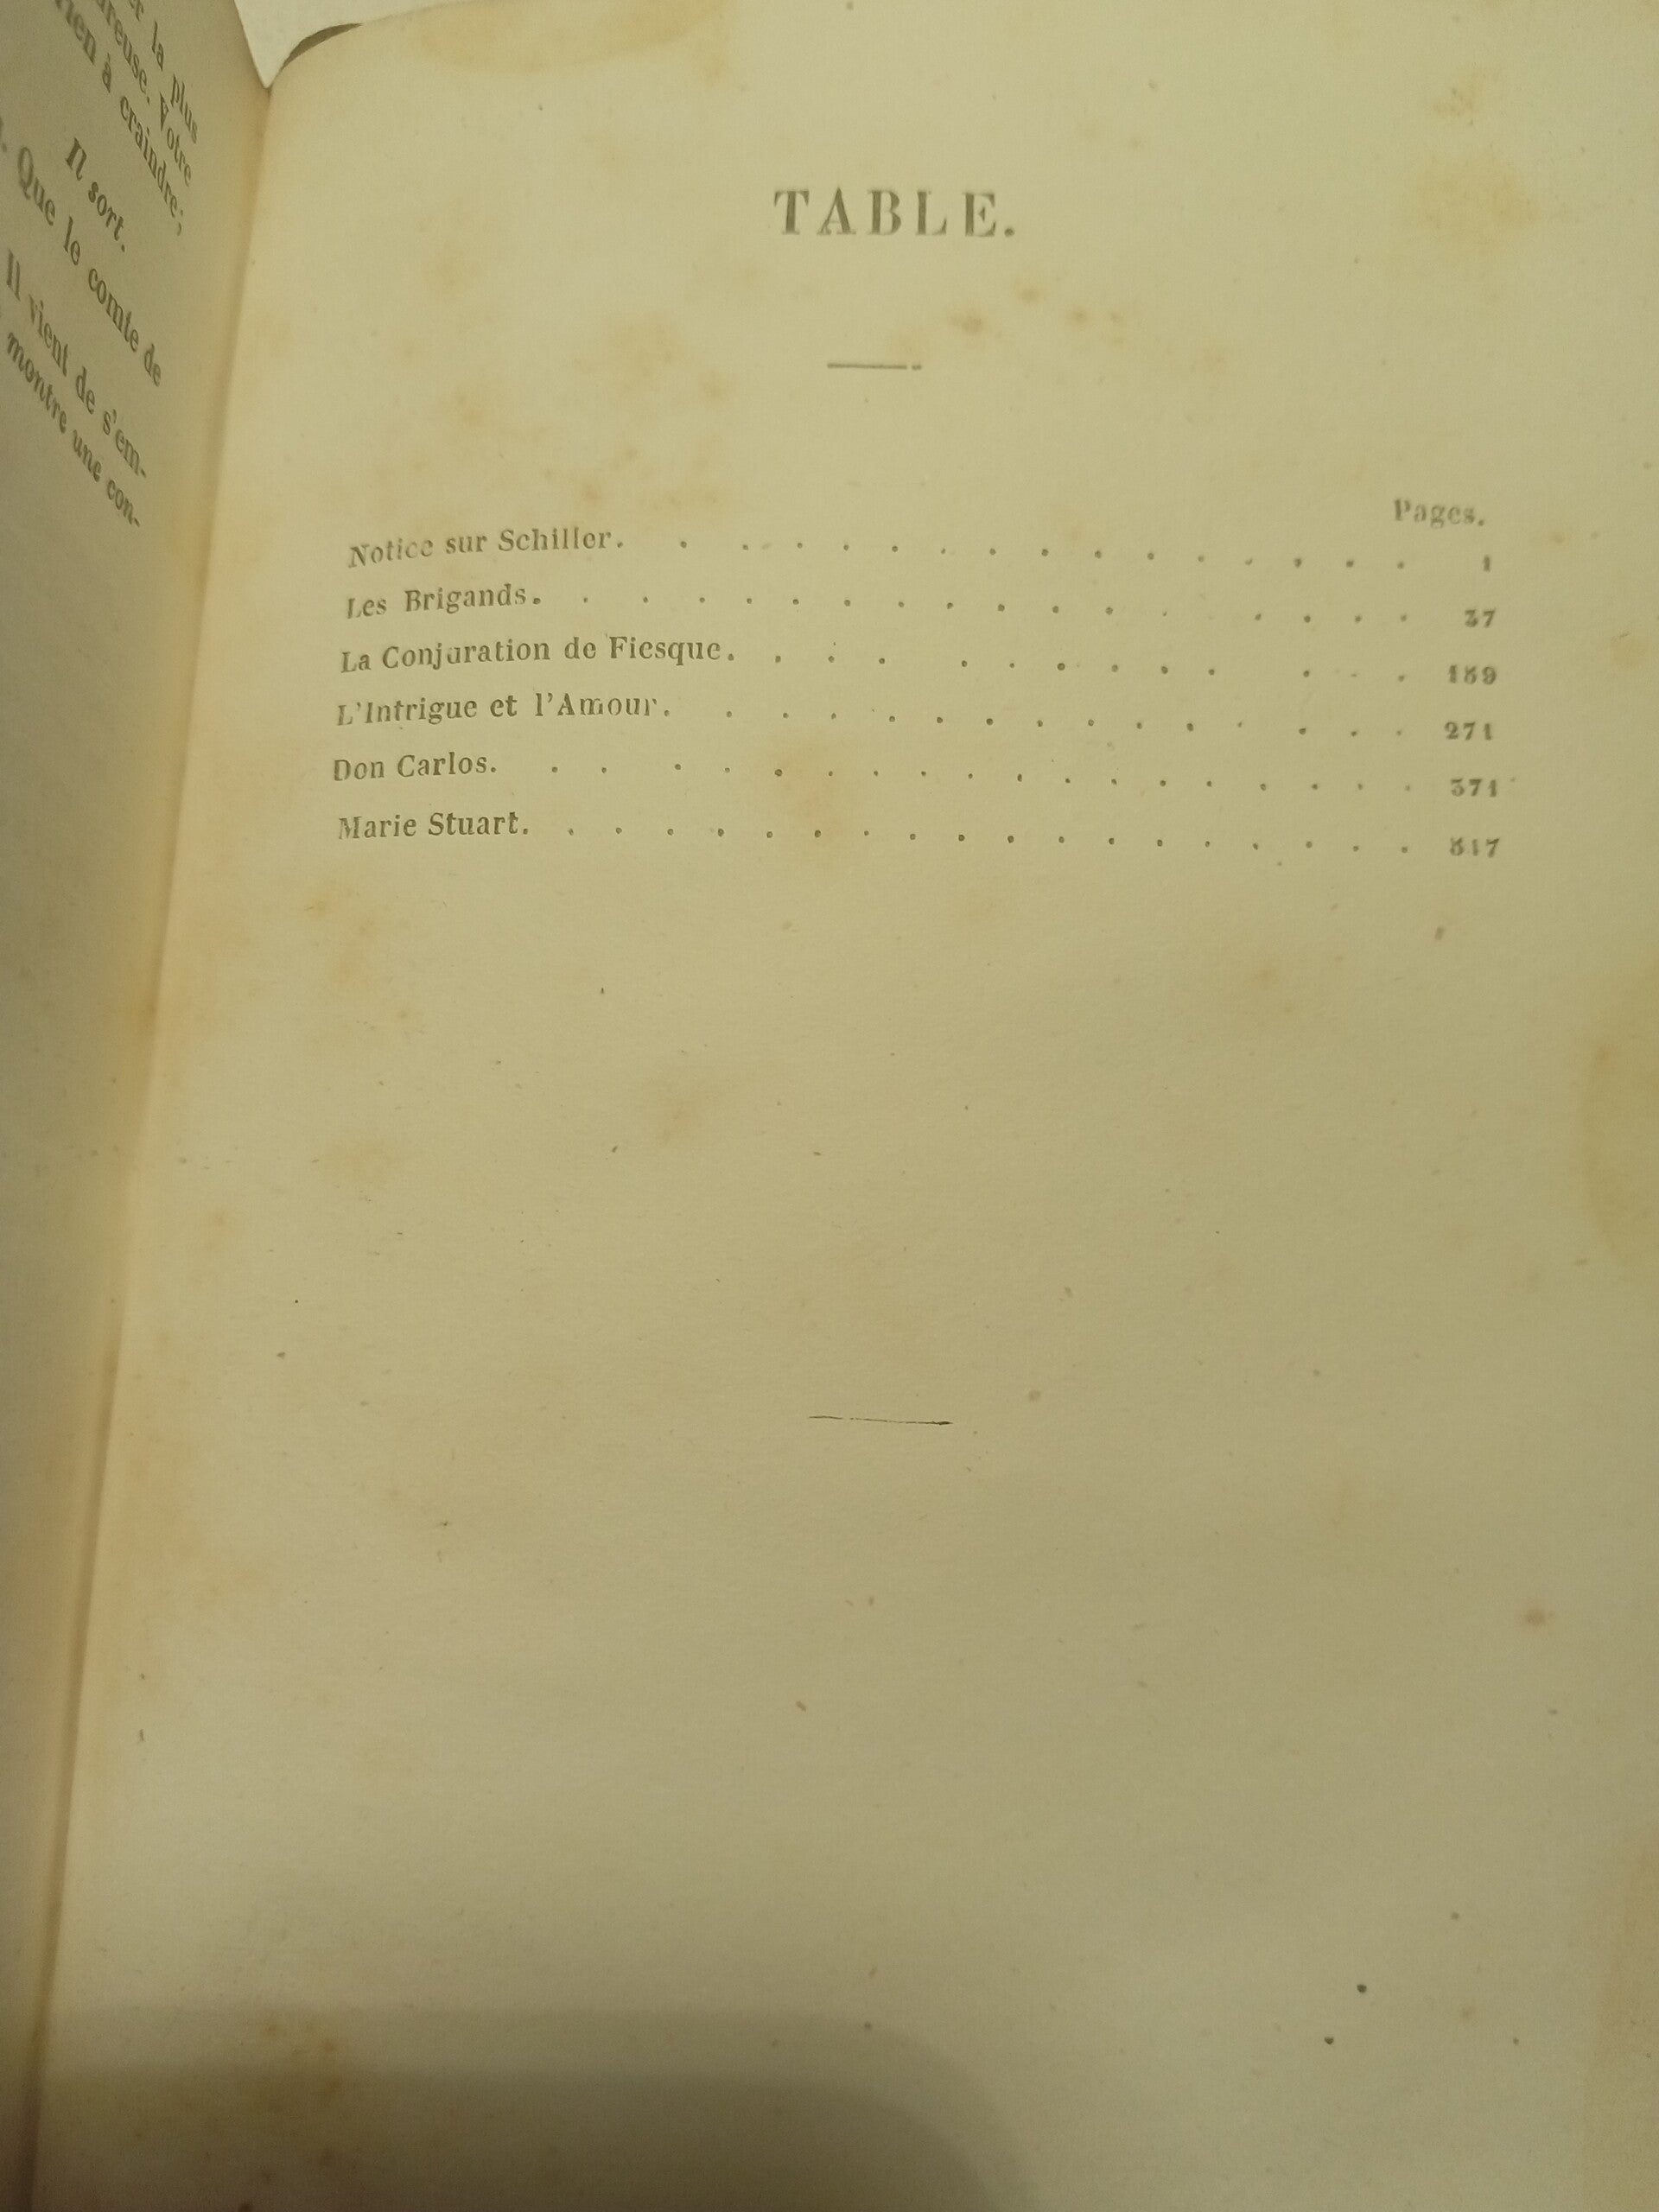 la plus
Votre
à craindre;
Il sort.
Que le comte de
Il vient de s'em-
montre une con-
TABLE.
Pages.
Notice sur Schiller. . . . . . . . . . . . . . . . 1
Les Brigands. . . . . . . . . . . . . . . . 37
La Conjuration de Fiesque. . . . . . . . . . . . . 159
L'Intrigue et l'Amour. . . . . . . . . . . . . . 271
Don Carlos. . . . . . . . . . . . . . . . . . 371
Marie Stuart. . . . . . . . . . . . . . . . . . 517